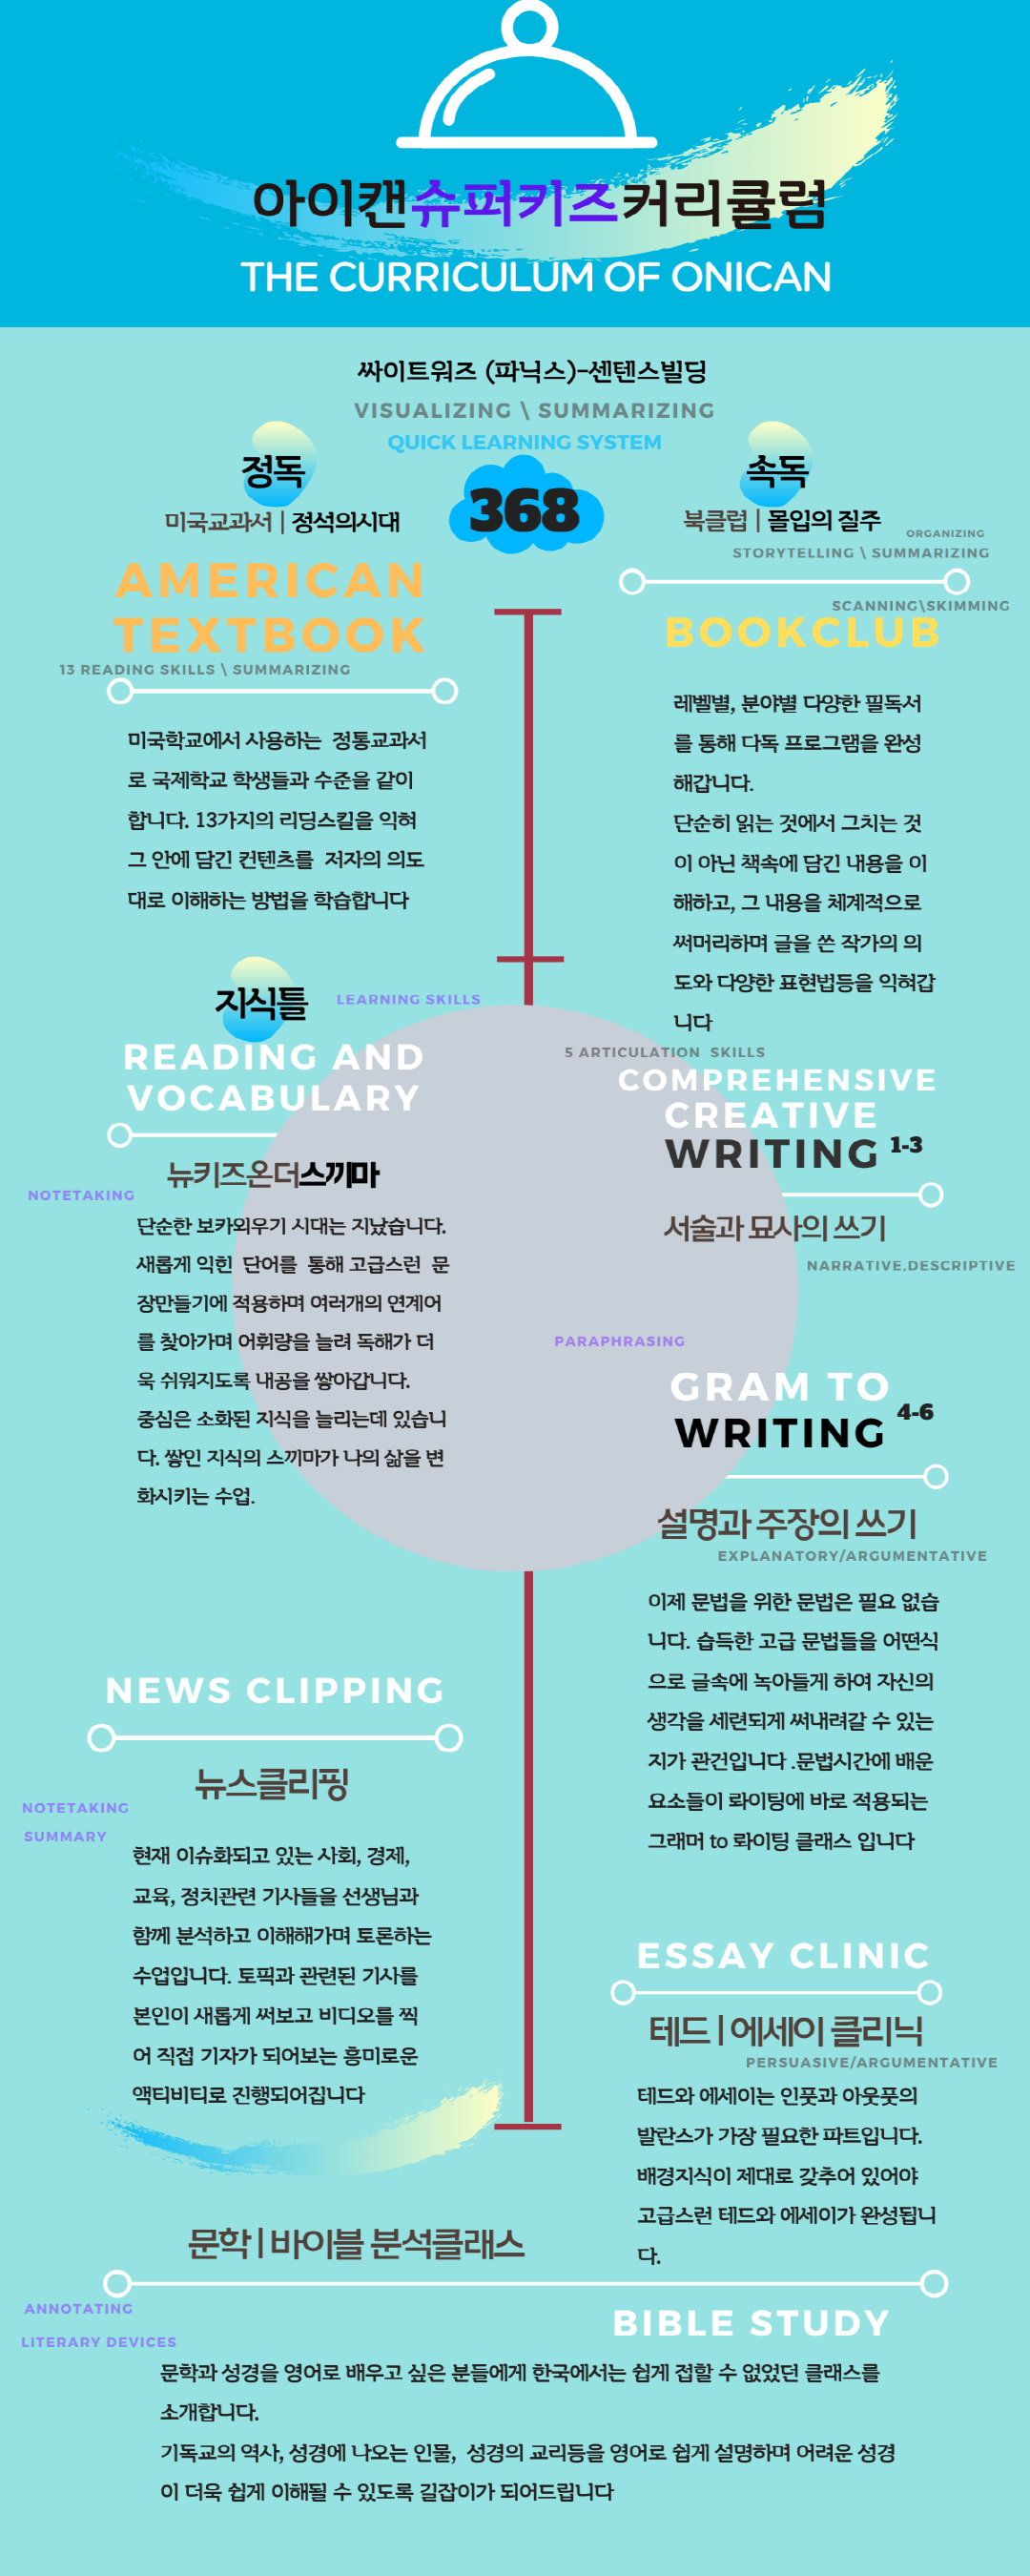 아이캔슈퍼키즈커리큘럼
THE CURRICULUM OF ONICAN
싸이트워즈 (파닉스)-센텐스빌딩
VISUALIZING \ SUMMARIZING
QUICK LEARNING SYSTEM
368
정독
미국교과서 | 정석의시대
AMERICAN
TEXTBOOK
13 READING SKILLS \ SUMMARIZING
미국학교에서 사용하는 정통교과서
로 국제학교 학생들과 수준을 같이
합니다. 13가지의 리딩스킬을 익혀
그 안에 담긴 컨텐츠를 저자의 의도
대로 이해하는 방법을 학습합니다
속독
북클럽 | 몰입의 질주
ORGANIZING
STORYTELLING \ SUMMARIZING
SCANNING\SKIMMING
BOOKCLUB
레벨별, 분야별 다양한 필독서
를 통해 다독 프로그램을 완성
해갑니다.
단순히 읽는 것에서 그치는 것
이 아닌 책속에 담긴 내용을 이
해하고, 그 내용을 체계적으로
써머리하며 글을 쓴 작가의 의
도와 다양한 표현법등을 익혀갑
니다
지식틀
LEARNING SKILLS
READING AND
VOCABULARY
뉴키즈온더스끼마
NOTETAKING
단순한 보카외우기 시대는 지났습니다.
새롭게 익힌 단어를 통해 고급스런 문
장만들기에 적용하며 여러개의 연계어
를 찾아가며 어휘량을 늘려 독해가 더
욱 쉬워지도록 내공을 쌓아갑니다.
중심은 소화된 지식을 늘리는데 있습니
다. 쌓인 지식의 스끼마가 나의 삶을 변
화시키는 수업.
5 ARTICULATION SKILLS
COMPREHENSIVE
CREATIVE
WRITING 1-3
서술과 묘사의 쓰기
NARRATIVE,DESCRIPTIVE
PARAPHRASING
GRAM TO
WRITING 4-6
설명과 주장의 쓰기
EXPLANATORY/ARGUMENTATIVE
이제 문법을 위한 문법은 필요 없습
니다. 습득한 고급 문법들을 어떤식
으로 글속에 녹아들게 하여 자신의
생각을 세련되게 써내려갈 수 있는
지가 관건입니다 .문법시간에 배운
요소들이 롸이팅에 바로 적용되는
그래머 to 롸이팅 클래스 입니다
NEWS CLIPPING
뉴스클리핑
NOTETAKING
SUMMARY
현재 이슈화되고 있는 사회, 경제,
교육, 정치관련 기사들을 선생님과
함께 분석하고 이해해가며 토론하는
수업입니다. 토픽과 관련된 기사를
본인이 새롭게 써보고 비디오를 찍
어 직접 기자가 되어보는 흥미로운
액티비티로 진행되어집니다
ESSAY CLINIC
테드 | 에세이 클리닉
PERSUASIVE/ARGUMENTATIVE
테드와 에세이는 인풋과 아웃풋의
발란스가 가장 필요한 파트입니다.
배경지식이 제대로 갖추어 있어야
고급스런 테드와 에세이가 완성됩니
다.
문학 | 바이블 분석클래스
ANNOTATING
LITERARY DEVICES
BIBLE STUDY
문학과 성경을 영어로 배우고 싶은 분들에게 한국에서는 쉽게 접할 수 없었던 클래스를
소개합니다.
기독교의 역사, 성경에 나오는 인물, 성경의 교리등을 영어로 쉽게 설명하며 어려운 성경
이 더욱 쉽게 이해될 수 있도록 길잡이가 되어드립니다